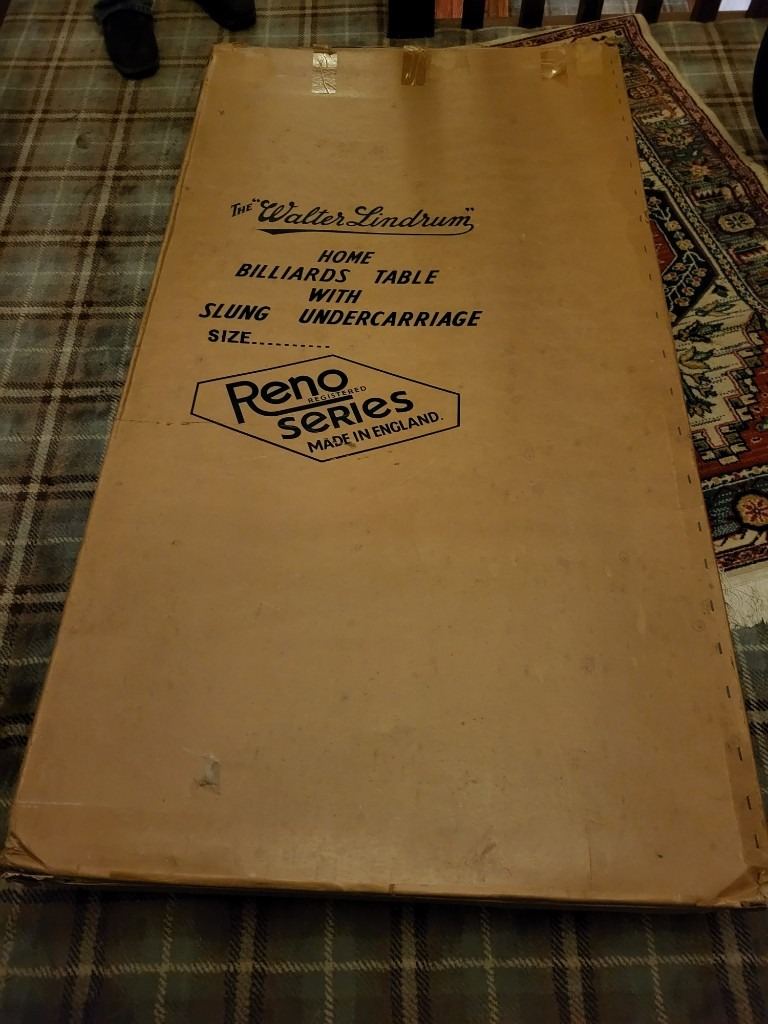 THE "Walter Lindrum"
HOME
BILLIARDS TABLE
WITH
SLUNG UNDERCARRIAGE
SIZE..........
Reno
REGISTERED
SERIES
MADE IN ENGLAND.